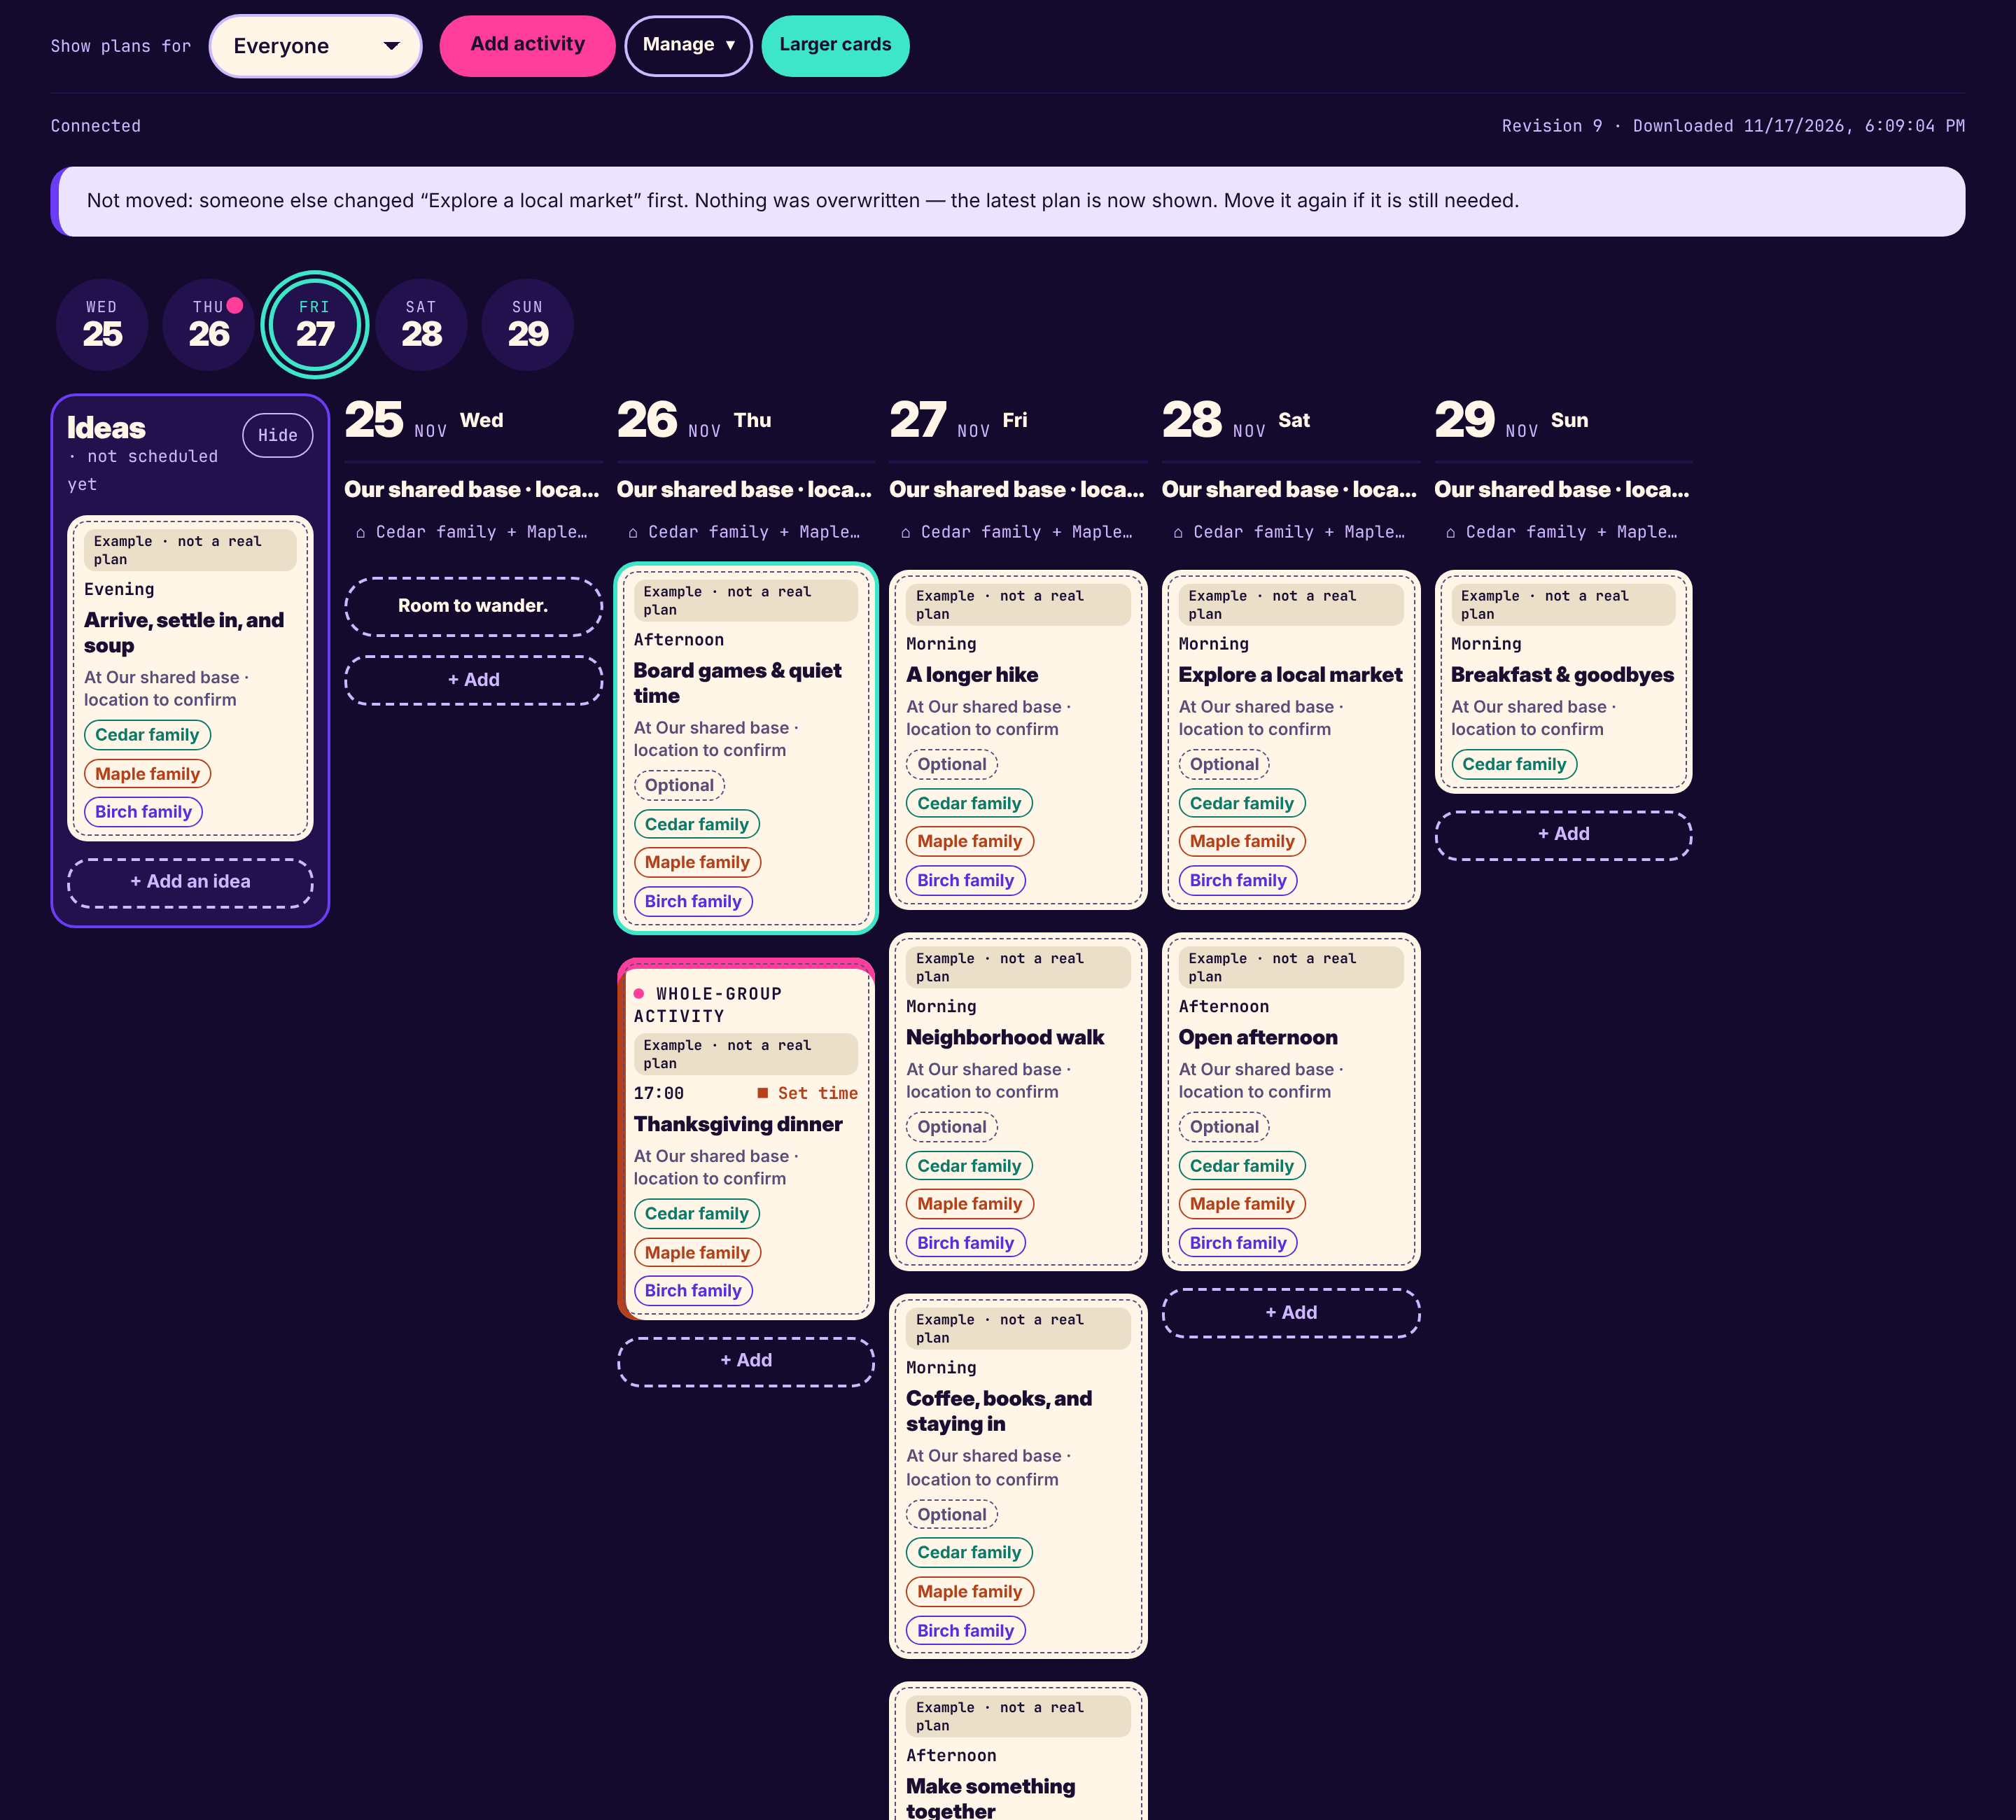 Show plans for
Everyone
Add activity
Manage ▾
Larger cards
Connected
Revision 9 · Downloaded 11/17/2026, 6:09:04 PM
Not moved: someone else changed “Explore a local market” first. Nothing was overwritten — the latest plan is now shown. Move it again if it is still needed.
WED
25
THU
26
FRI
27
SAT
28
SUN
29
Ideas
· not scheduled
yet
Hide
Example · not a real
plan
Evening
Arrive, settle in, and
soup
At Our shared base ·
location to confirm
Cedar family
Maple family
Birch family
+ Add an idea
25 NOV Wed
Our shared base · loca…
⌂ Cedar family + Maple…
Room to wander.
+ Add
26 NOV Thu
Our shared base · loca…
⌂ Cedar family + Maple…
Example · not a real
plan
Afternoon
Board games & quiet
time
At Our shared base ·
location to confirm
Optional
Cedar family
Maple family
Birch family
WHOLE-GROUP
ACTIVITY
Example · not a real
plan
17:00 ■ Set time
Thanksgiving dinner
At Our shared base ·
location to confirm
Cedar family
Maple family
Birch family
+ Add
27 NOV Fri
Our shared base · loca…
⌂ Cedar family + Maple…
Example · not a real
plan
Morning
A longer hike
At Our shared base ·
location to confirm
Optional
Cedar family
Maple family
Birch family
Example · not a real
plan
Morning
Neighborhood walk
At Our shared base ·
location to confirm
Optional
Cedar family
Maple family
Birch family
Example · not a real
plan
Morning
Coffee, books, and
staying in
At Our shared base ·
location to confirm
Optional
Cedar family
Maple family
Birch family
Example · not a real
plan
Afternoon
Make something
together
28 NOV Sat
Our shared base · loca…
⌂ Cedar family + Maple…
Example · not a real
plan
Morning
Explore a local market
At Our shared base ·
location to confirm
Optional
Cedar family
Maple family
Birch family
Example · not a real
plan
Afternoon
Open afternoon
At Our shared base ·
location to confirm
Optional
Cedar family
Maple family
Birch family
+ Add
29 NOV Sun
Our shared base · loca…
⌂ Cedar family + Maple…
Example · not a real
plan
Morning
Breakfast & goodbyes
At Our shared base ·
location to confirm
Cedar family
+ Add